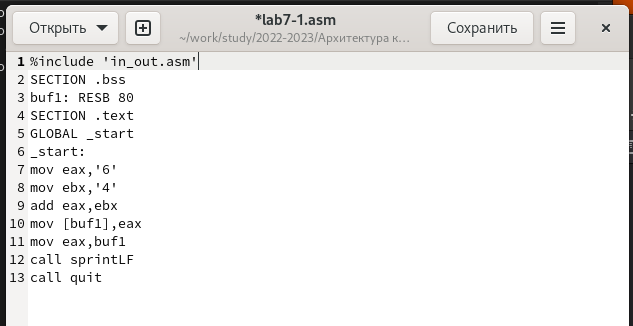 Открыть
*lab7-1.asm
~/work/study/2022-2023/Архитектура к...
Сохранить
1 %include 'in_out.asm'
2 SECTION .bss
3 buf1: RESB 80
4 SECTION .text
5 GLOBAL _start
6 _start:
7 mov eax,'6'
8 mov ebx,'4'
9 add eax,ebx
10 mov [buf1],eax
11 mov eax,buf1
12 call sprintLF
13 call quit